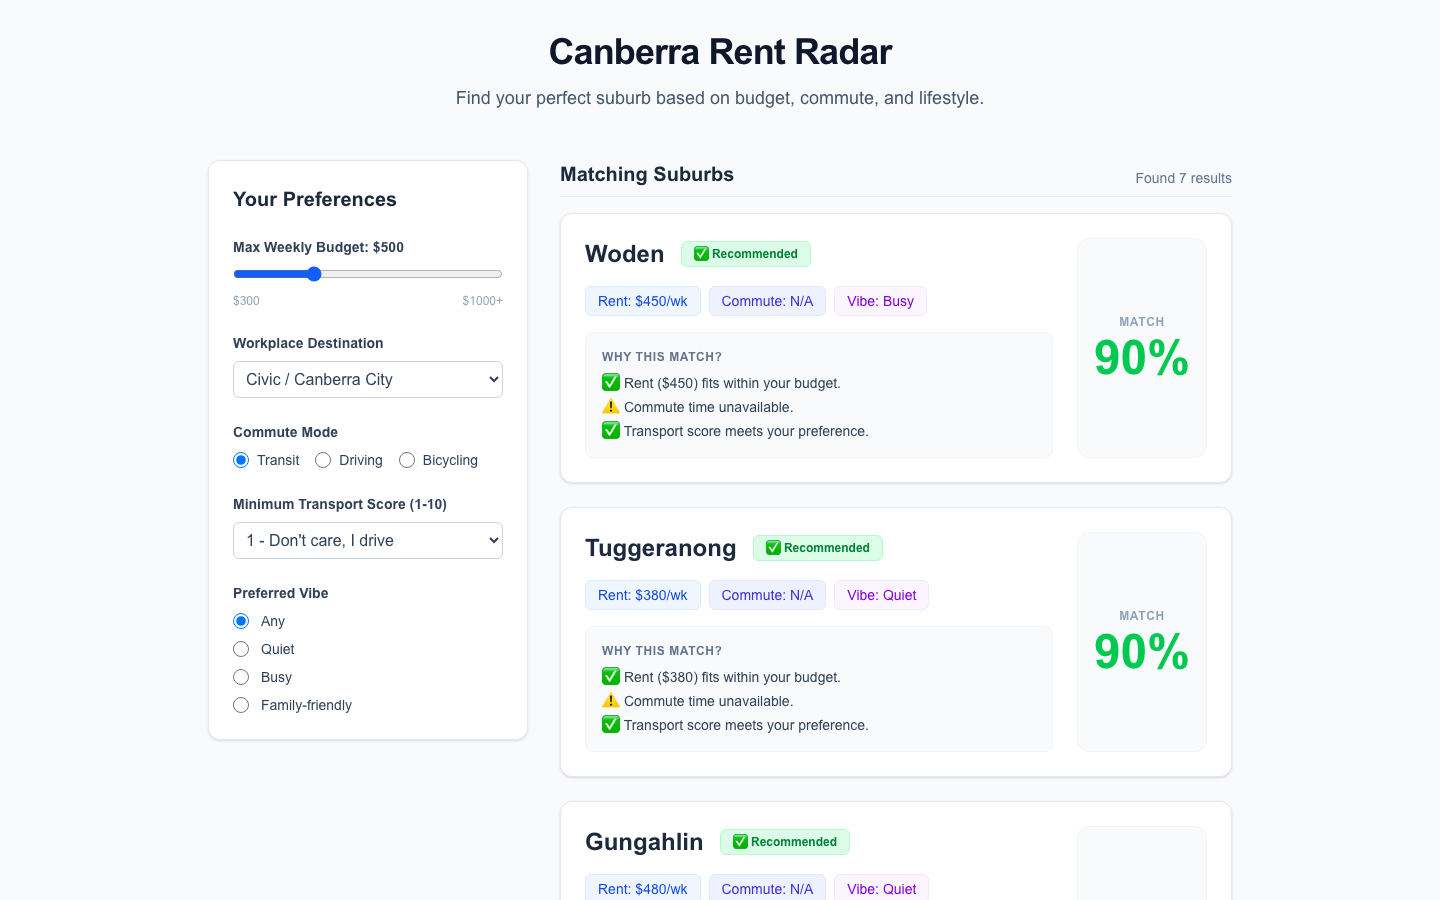 Canberra Rent Radar
Find your perfect suburb based on budget, commute, and lifestyle.
Your Preferences
Max Weekly Budget: $500
$300 $1000+
Workplace Destination
Civic / Canberra City
Commute Mode
Transit Driving Bicycling
Minimum Transport Score (1-10)
1 - Don't care, I drive
Preferred Vibe
Any
Quiet
Busy
Family-friendly
Matching Suburbs
Found 7 results
Woden
✅ Recommended
Rent: $450/wk Commute: N/A Vibe: Busy
WHY THIS MATCH?
✅ Rent ($450) fits within your budget.
⚠️ Commute time unavailable.
✅ Transport score meets your preference.
MATCH
90%
Tuggeranong
✅ Recommended
Rent: $380/wk Commute: N/A Vibe: Quiet
WHY THIS MATCH?
✅ Rent ($380) fits within your budget.
⚠️ Commute time unavailable.
✅ Transport score meets your preference.
MATCH
90%
Gungahlin
✅ Recommended
Rent: $480/wk Commute: N/A Vibe: Quiet